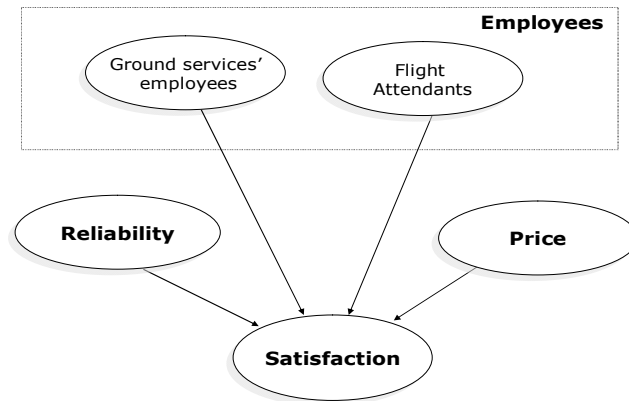 Employees
Ground services’
employees
Flight
Attendants
Reliability
Price
Satisfaction